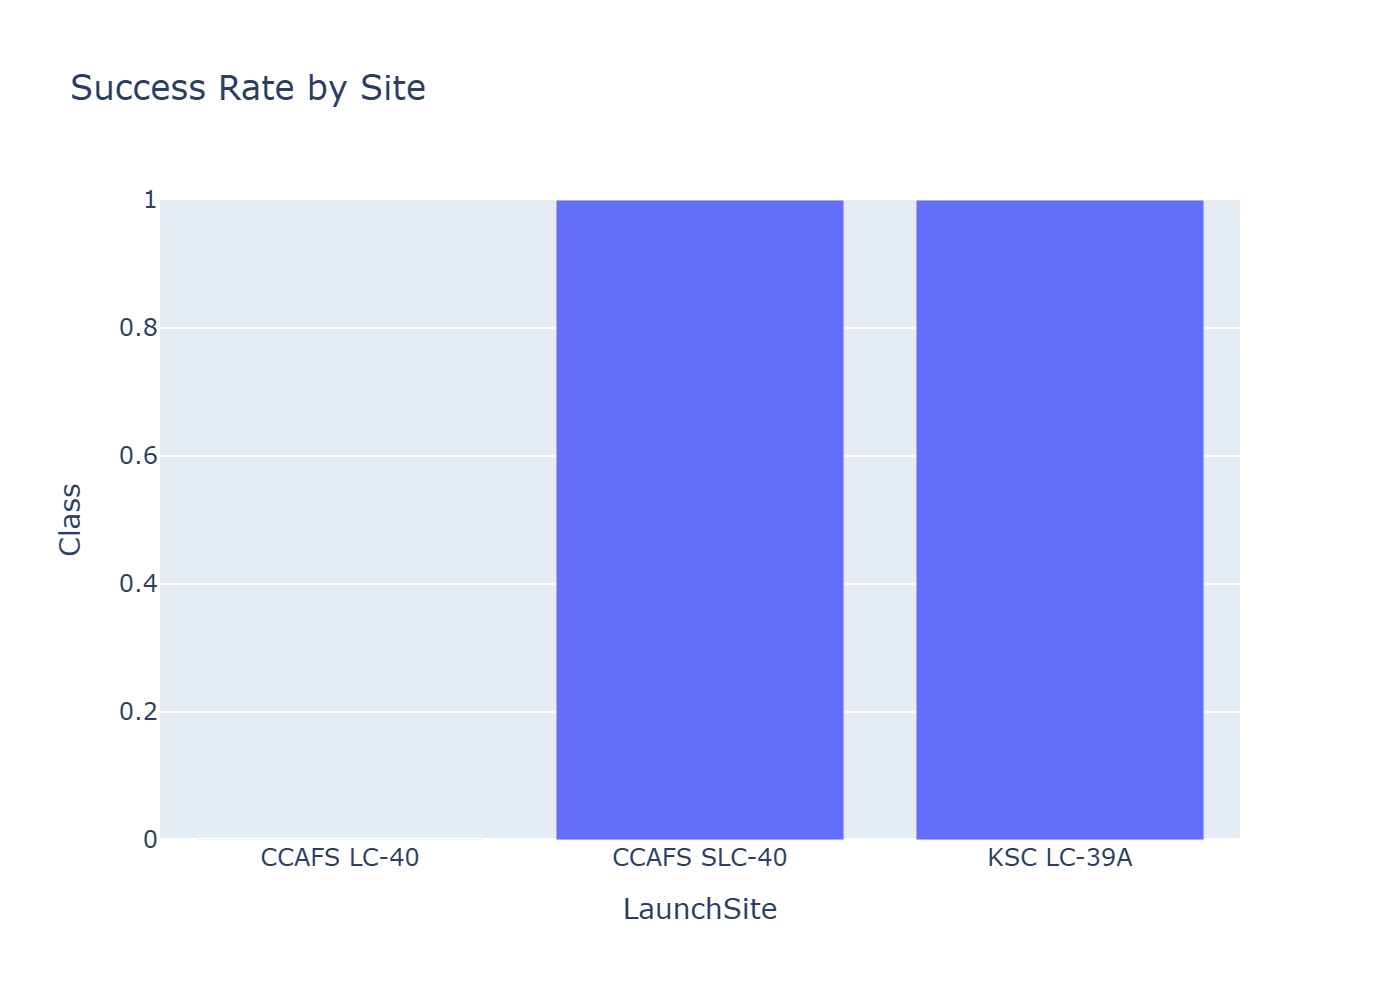 Success Rate by Site
1
0.8
0.6
0.4
0.2
0
Class
CCAFS LC-40
CCAFS SLC-40
KSC LC-39A
LaunchSite